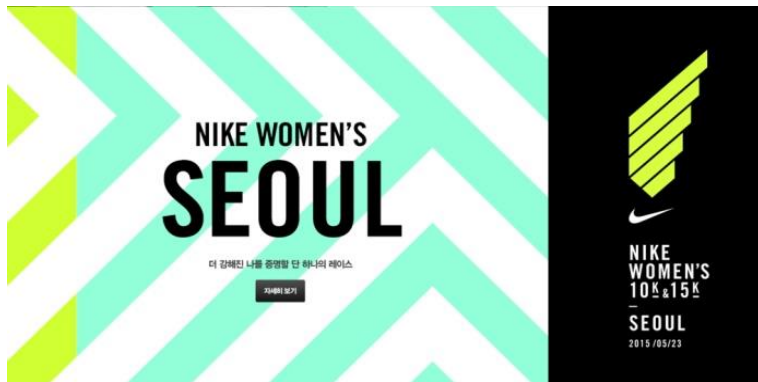 NIKE WOMEN'S
SEOUL
더 강해진 나를 증명할 단 하나의 레이스
자세히 보기
NIKE
WOMEN'S
10K & 15K
SEOUL
2015/05/23